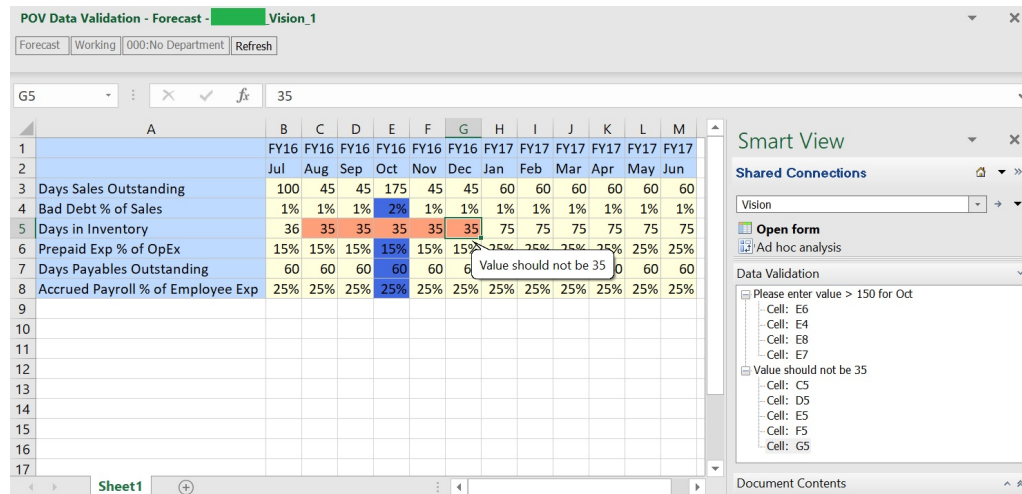 POV Data Validation - Forecast - _Vision_1
Forecast Working 000:No Department Refresh
G5 fx 35
A B C D E F G H I J K L M
1 FY16 FY16 FY16 FY16 FY16 FY16 FY17 FY17 FY17 FY17 FY17 FY17
2 Jul Aug Sep Oct Nov Dec Jan Feb Mar Apr May Jun
3 Days Sales Outstanding 100 45 45 175 45 45 60 60 60 60 60 60
4 Bad Debt % of Sales 1% 1% 1% 2% 1% 1% 1% 1% 1% 1% 1% 1%
5 Days in Inventory 36 35 35 35 35 35 75 75 75 75 75 75
6 Prepaid Exp % of OpEx 15% 15% 15% 15% 15% 15% 25% 25% 25% 25% 25% 25%
7 Days Payables Outstanding 60 60 60 60 60 60 60
8 Accrued Payroll % of Employee Exp 25% 25% 25% 25% 25% 25% 25% 25% 25% 25% 25% 25%
Value should not be 35
9
10
11
12
13
14
15
16
17
Sheet1
Smart View
Shared Connections
Vision
Open form
Ad hoc analysis
Data Validation
Please enter value > 150 for Oct
Cell: E6
Cell: E4
Cell: E8
Cell: E7
Value should not be 35
Cell: C5
Cell: D5
Cell: E5
Cell: F5
Cell: G5
Document Contents